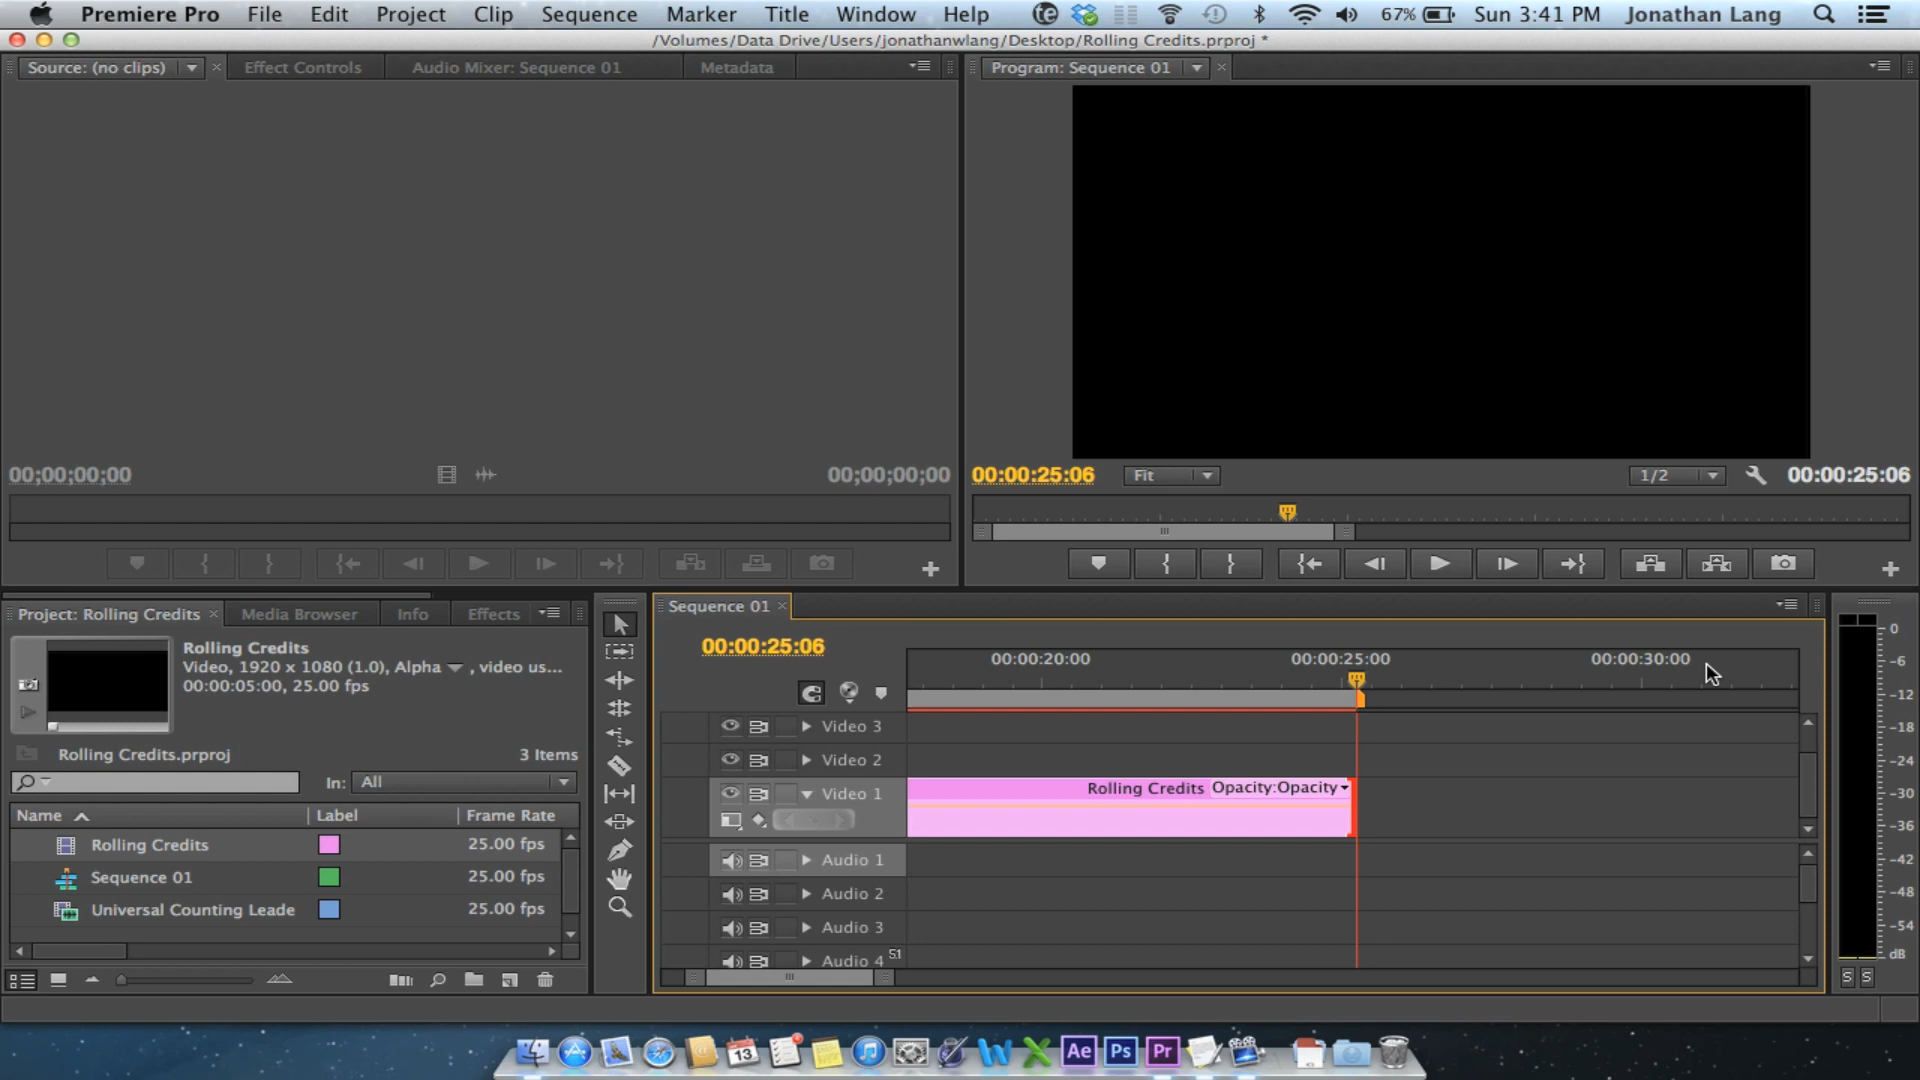 Premiere Pro File Edit Project Clip Sequence Marker Title Window Help 67% Sun 3:41 PM Jonathan Lang
/Volumes/Data Drive/Users/jonathanwlang/Desktop/Rolling Credits.prproj *
Source: (no clips) Effect Controls Audio Mixer: Sequence 01 Metadata
Program: Sequence 01
00;00;00;00 00;00;00;00
00:00:25:06 Fit 1/2 00:00:25:06
Project: Rolling Credits Media Browser Info Effects
Rolling Credits
Video, 1920 x 1080 (1.0), Alpha , video us...
00:00:05:00, 25.00 fps
Rolling Credits.prproj 3 Items
In: All
Name Label Frame Rate
Rolling Credits 25.00 fps
Sequence 01 25.00 fps
Universal Counting Leade 25.00 fps
Sequence 01
00:00:25:06
00:00:20:00 00:00:25:00 00:00:30:00
Video 3
Video 2
Video 1 Rolling Credits Opacity:Opacity
Audio 1
Audio 2
Audio 3
Audio 4 5.1
0
-6
-12
-18
-24
-30
-36
-42
-48
-54
dB
S S
13 Ae Ps Pr